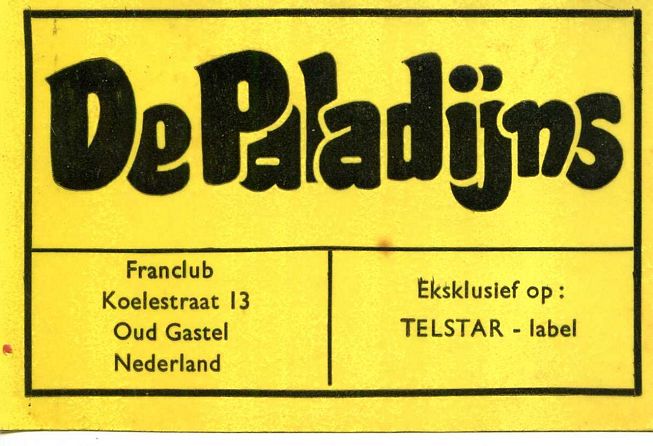 De Paladijns
Franclub
Koelestraat 13
Oud Gastel
Nederland
Eksklusief op :
TELSTAR - label